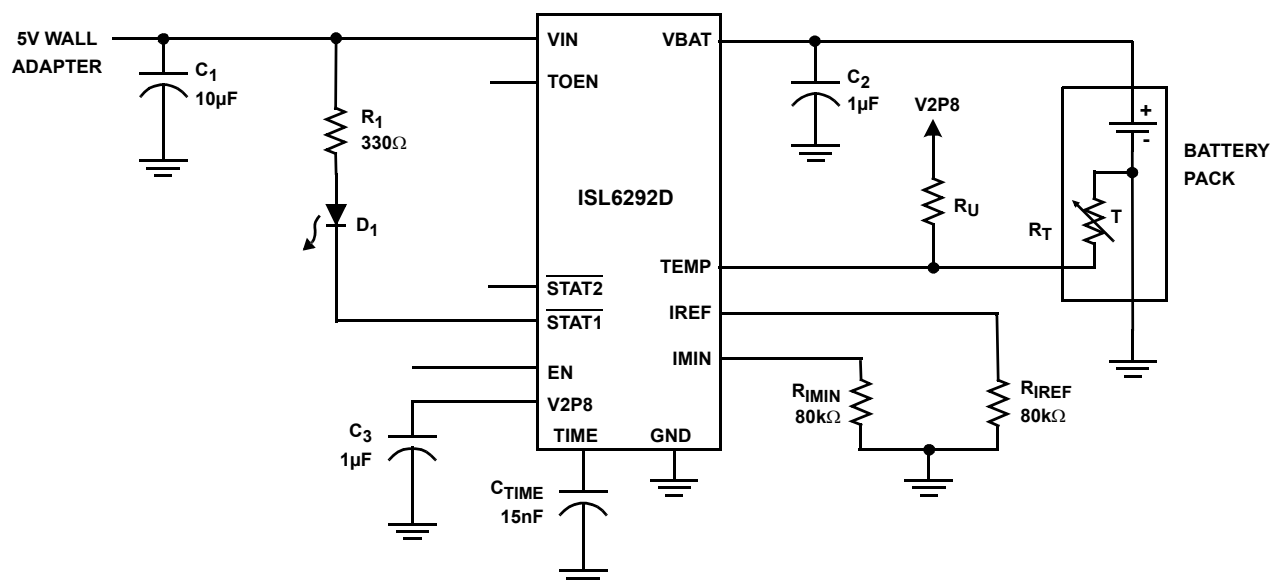 5V WALL
ADAPTER
C1
10µF
R1
330Ω
D1
VIN
TOEN
ISL6292D
STAT2
STAT1
EN
V2P8
TIME
GND
VBAT
TEMP
IREF
IMIN
C3
1µF
CTIME
15nF
C2
1µF
V2P8
RU
RT
T
+
-
BATTERY
PACK
RIMIN
80kΩ
RIREF
80kΩ